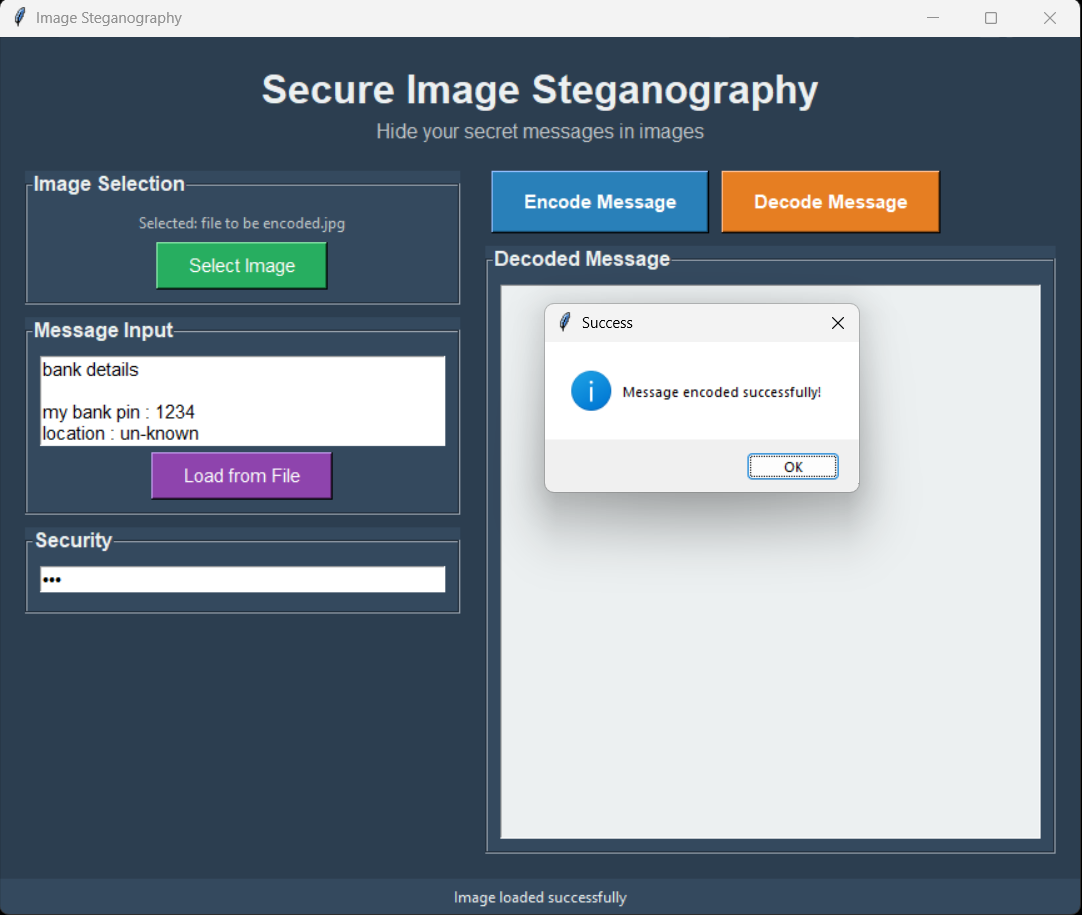 Image Steganography
Secure Image Steganography
Hide your secret messages in images
Image Selection
Selected: file to be encoded.jpg
Select Image
Message Input
bank details
my bank pin : 1234
location : un-known
Load from File
Security
•••
Encode Message
Decode Message
Decoded Message
Success
i
Message encoded successfully!
OK
Image loaded successfully